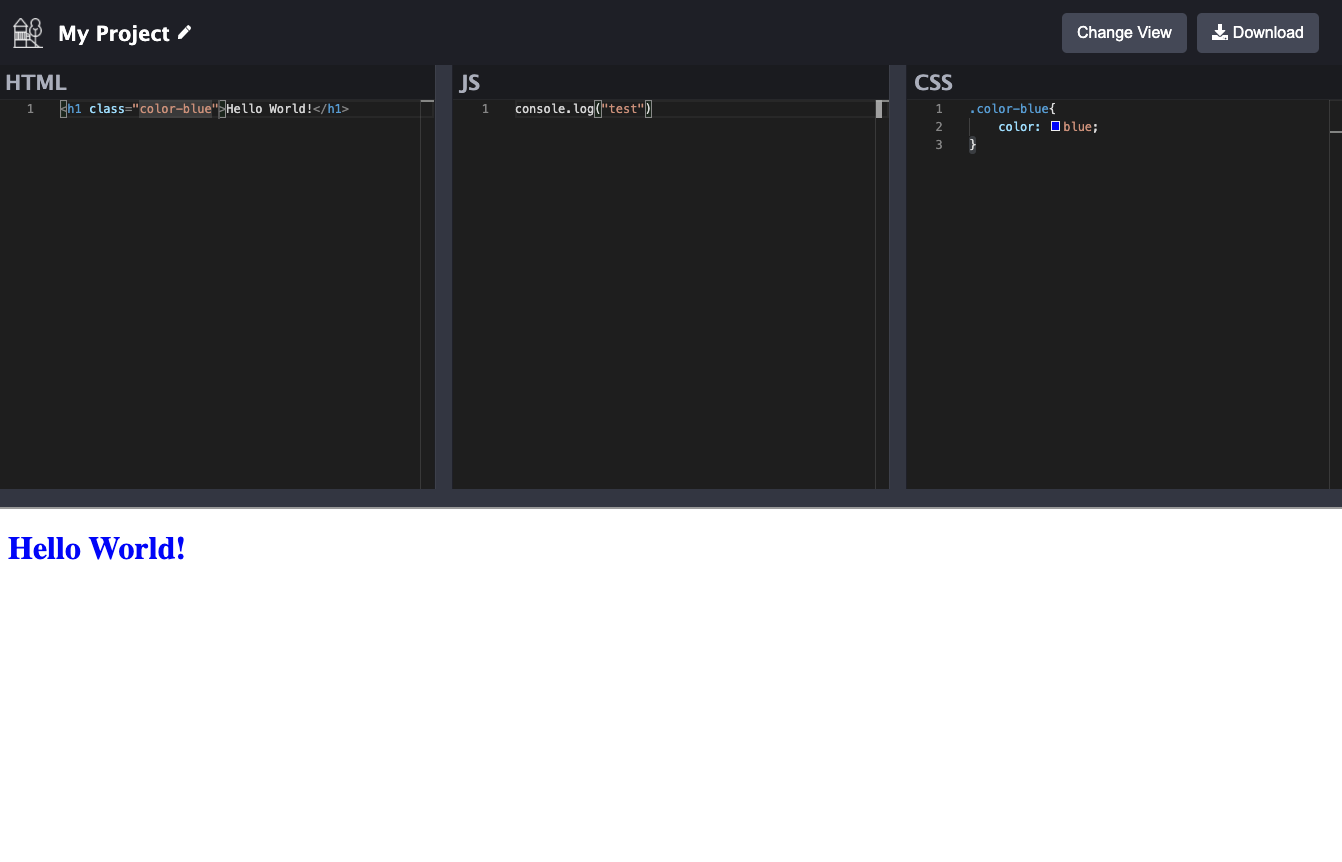 My Project
Change View
Download
HTML
1 <h1 class="color-blue">Hello World!</h1>
JS
1 console.log("test")
CSS
1 .color-blue{
2 color: blue;
3 }
Hello World!